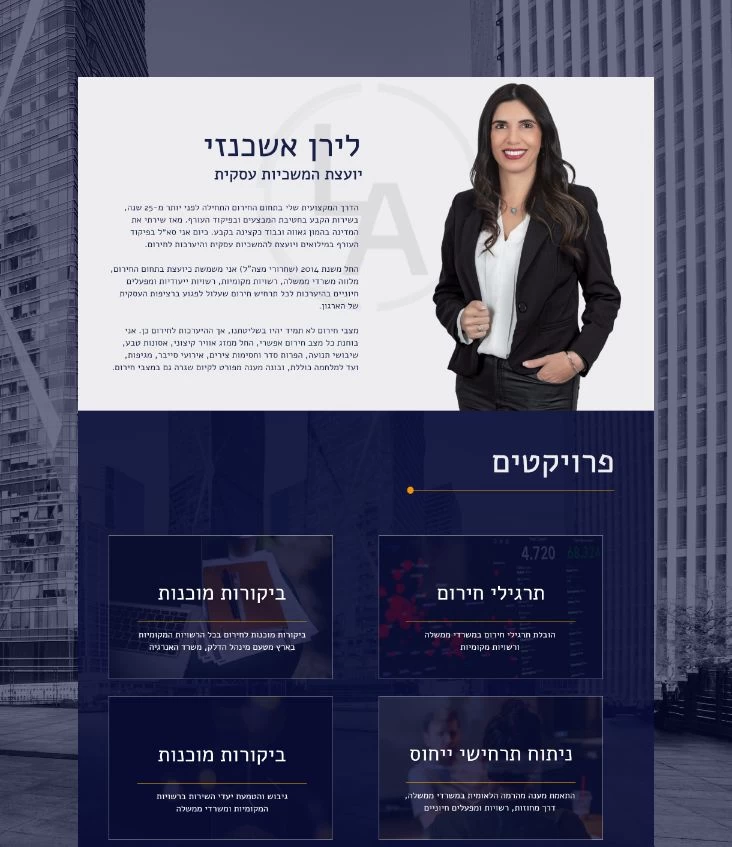 לירן אשכנזי
יועצת המשכיות עסקית
הדרך המקצועית שלי בתחום החירום התחילה לפני יותר מ-25 שנה,
בשירות הקבע בחטיבת המבצעים ובפיקוד העורף. מאז שירתי את
המדינה בהמון גאווה וכבוד כקצינה בקבע. כיום אני סא״ל בפיקוד
העורף במילואים ויועצת להמשכיות עסקית והיערכות לחירום.
החל משנת 2014 (שחרורי מצה״ל) אני משמשת כיועצת בתחום החירום,
מלווה משרדי ממשלה, רשויות מקומיות, רשויות ייעודיות ומפעלים
חיוניים בהיערכות לכל תרחיש חירום שעלול לפגוע ברציפות העסקית
של הארגון.
מצבי חירום לא תמיד יהיו בשליטתנו, אך ההיערכות לחירום כן. אני
בוחנת כל מצב חירום אפשרי, החל ממזג אוויר קיצוני, אסונות טבע,
שיבושי תנועה, הפרות סדר וחסימות צירים, אירועי סייבר, מגיפות,
ועד למלחמה כוללת, ובונה מענה מפורט לקיום שגרה גם במצבי חירום.
LA
פרויקטים
4.720 68.334
תרגילי חירום
הובלת תרגילי חירום במשרדי ממשלה
ורשויות מקומיות
ביקורות מוכנות
ביקורות מוכנות לחירום בכל הרשויות המקומיות
בארץ מטעם מינהל הדלק, משרד האנרגיה
ניתוח תרחישי ייחוס
התאמת מענה מהרמה הלאומית במשרדי ממשלה,
דרך מחוזות, רשויות ומפעלים חיוניים
ביקורות מוכנות
גיבוש והטמעת יעדי השירות ברשויות
המקומיות ומשרדי ממשלה